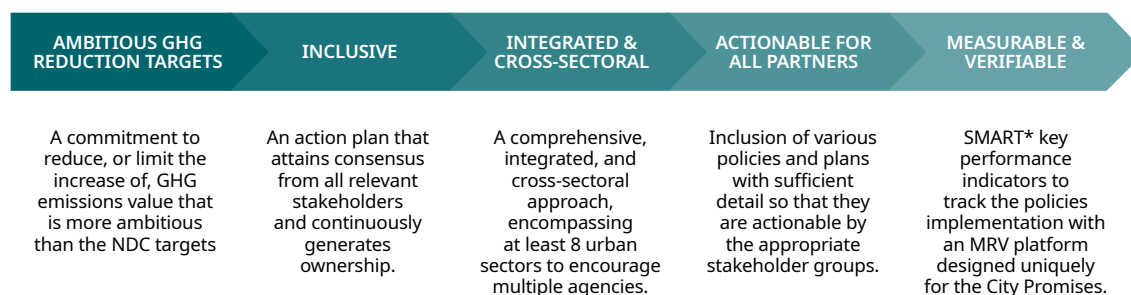 AMBITIOUS GHG
REDUCTION TARGETS
A commitment to
reduce, or limit the
increase of, GHG
emissions value that
is more ambitious
than the NDC targets
INCLUSIVE
An action plan that
attains consensus
from all relevant
stakeholders
and continuously
generates
ownership.
INTEGRATED &
CROSS-SECTORAL
A comprehensive,
integrated, and
cross-sectoral
approach,
encompassing
at least 8 urban
sectors to encourage
multiple agencies.
ACTIONABLE FOR
ALL PARTNERS
Inclusion of various
policies and plans
with sufficient
detail so that they
are actionable by
the appropriate
stakeholder groups.
MEASURABLE &
VERIFIABLE
SMART* key
performance
indicators to
track the policies
implementation with
an MRV platform
designed uniquely
for the City Promises.